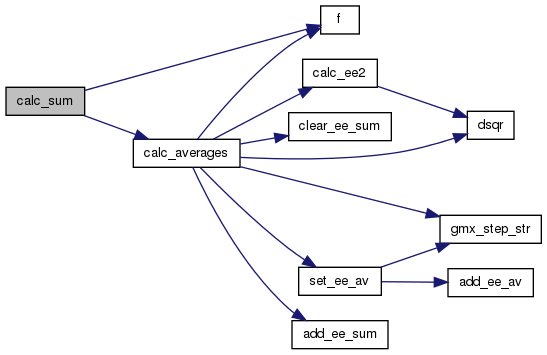 f
calc_ee2
calc_sum
clear_ee_sum
dsqr
calc_averages
gmx_step_str
set_ee_av
add_ee_av
add_ee_sum